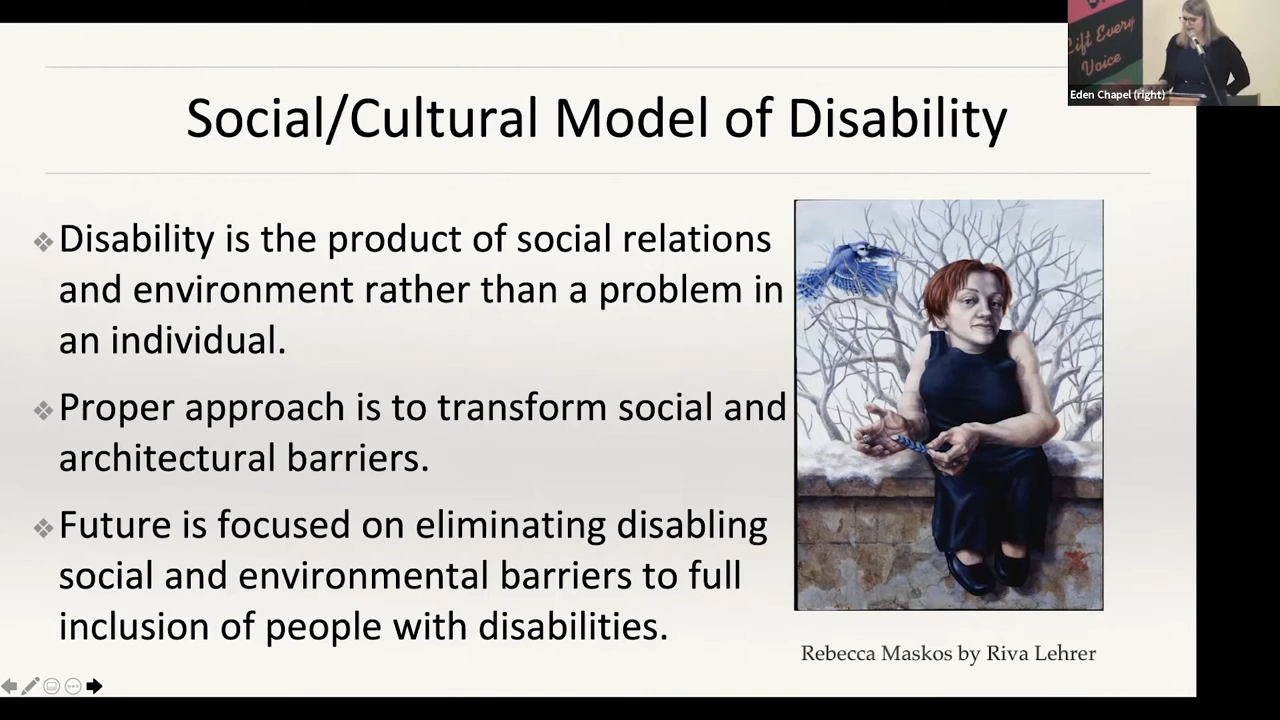 Lift Every
Voice
Eden Chapel (right)
Social/Cultural Model of Disability
❖ Disability is the product of social relations
and environment rather than a problem in
an individual.
❖ Proper approach is to transform social and
architectural barriers.
❖ Future is focused on eliminating disabling
social and environmental barriers to full
inclusion of people with disabilities.
Rebecca Maskos by Riva Lehrer